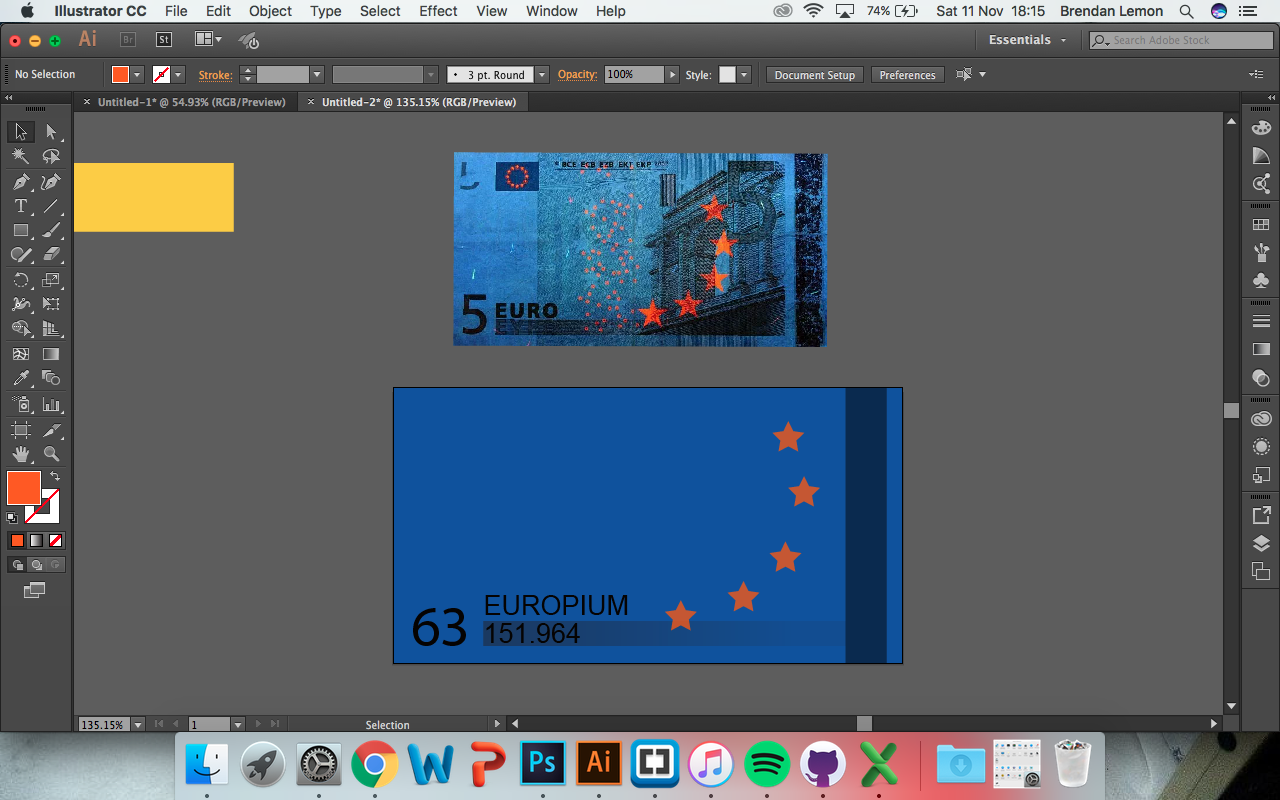 Illustrator CC File Edit Object Type Select Effect View Window Help 74% Sat 11 Nov 18:15 Brendan Lemon
Ai Br St Essentials Search Adobe Stock
No Selection Stroke: 3 pt. Round Opacity: 100% Style: Document Setup Preferences
× Untitled-1* @ 54.93% (RGB/Preview) × Untitled-2* @ 135.15% (RGB/Preview)
BCE ECB EZB EKT EKP
5 EURO
EUROPIUM
63 151.964
135.15% 1 Selection
W P Ps Ai X